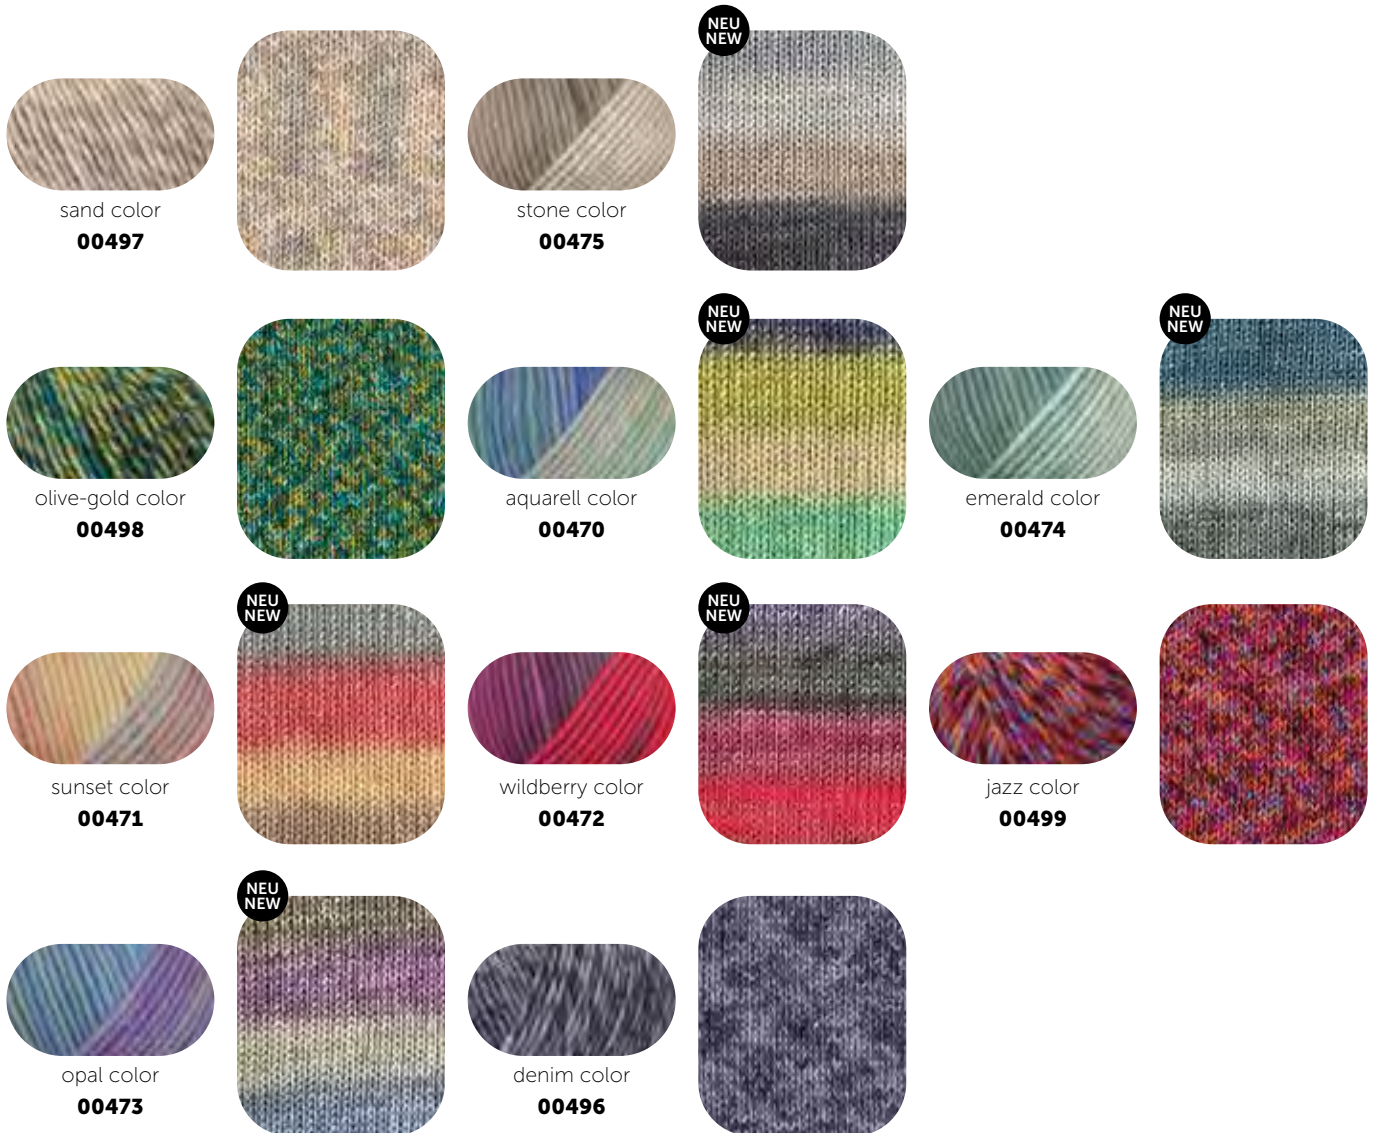 NEU
NEW
sand color
00497
stone color
00475
NEU
NEW
NEU
NEW
olive-gold color
00498
aquarell color
00470
emerald color
00474
NEU
NEW
NEU
NEW
sunset color
00471
wildberry color
00472
jazz color
00499
NEU
NEW
opal color
00473
denim color
00496